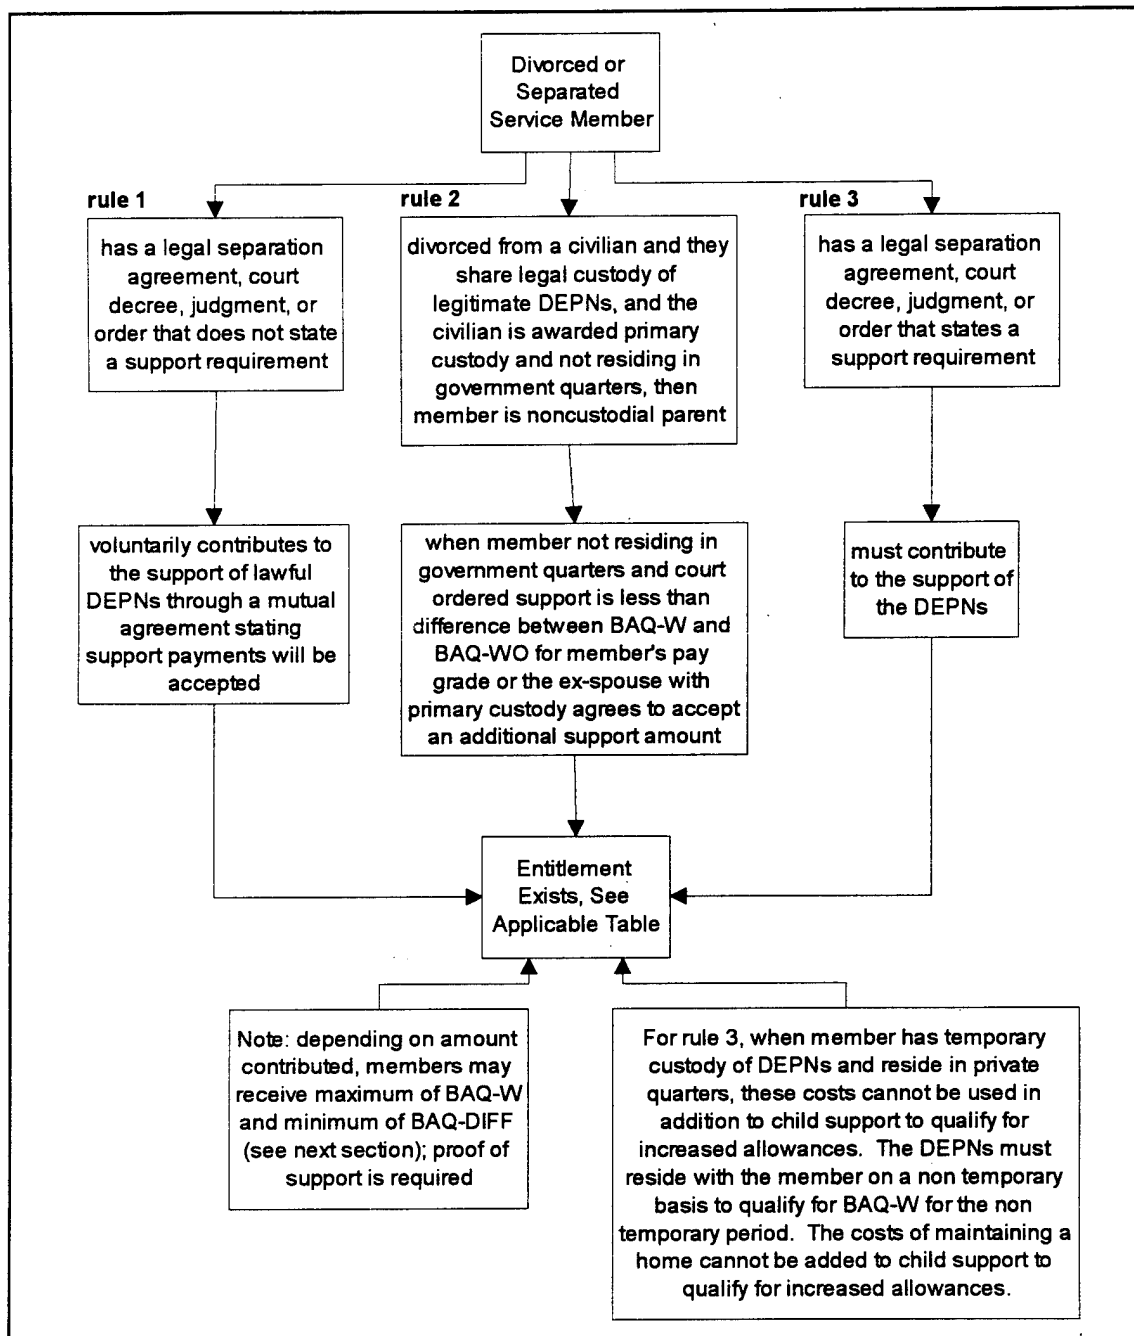 Divorced or
Separated
Service Member
rule 1
has a legal separation
agreement, court
decree, judgment, or
order that does not state
a support requirement
rule 2
divorced from a civilian and they
share legal custody of
legitimate DEPNs, and the
civilian is awarded primary
custody and not residing in
government quarters, then
member is noncustodial parent
rule 3
has a legal separation
agreement, court
decree, judgment, or
order that states a
support requirement
voluntarily contributes to
the support of lawful
DEPNs through a mutual
agreement stating
support payments will be
accepted
when member not residing in
government quarters and court
ordered support is less than
difference between BAQ-W and
BAQ-WO for member's pay
grade or the ex-spouse with
primary custody agrees to accept
an additional support amount
must contribute
to the support of
the DEPNs
Entitlement
Exists, See
Applicable Table
Note: depending on amount
contributed, members may
receive maximum of BAQ-W
and minimum of BAQ-DIFF
(see next section); proof of
support is required
For rule 3, when member has temporary
custody of DEPNs and reside in private
quarters, these costs cannot be used in
addition to child support to qualify for
increased allowances.  The DEPNs must
reside with the member on a non temporary
basis to qualify for BAQ-W for the non
temporary period.  The costs of maintaining a
home cannot be added to child support to
qualify for increased allowances.